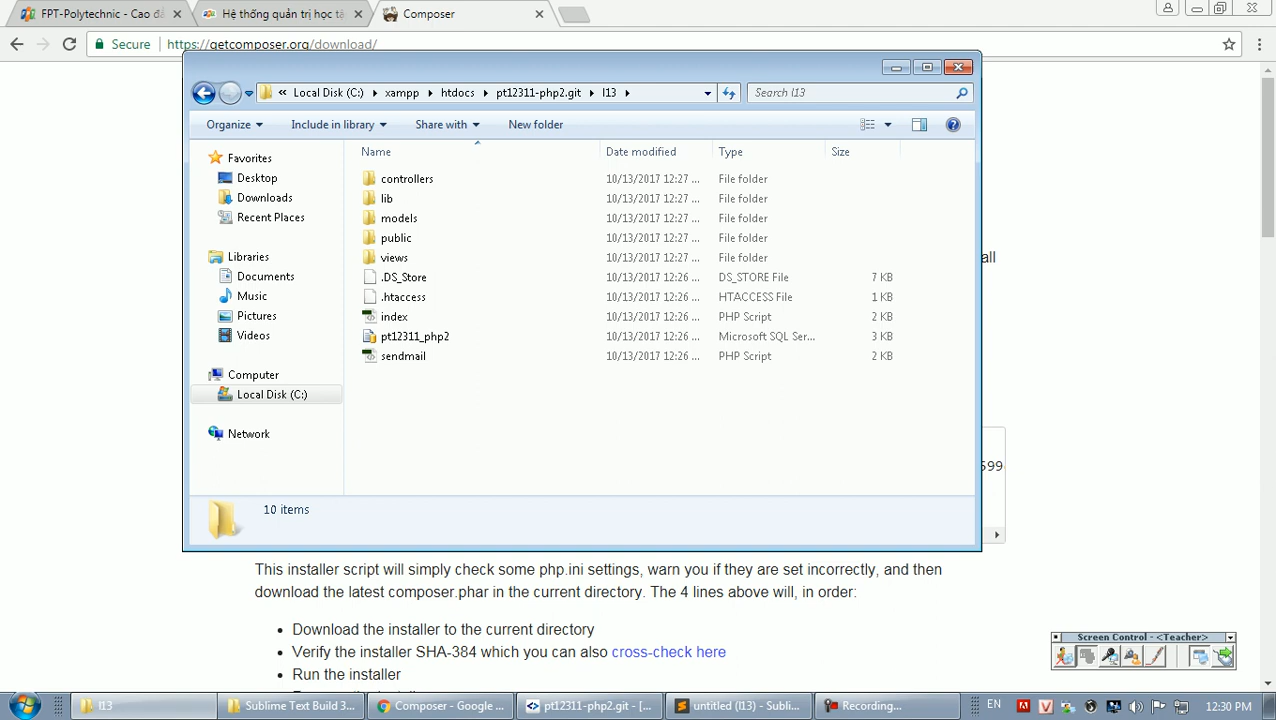 FPT-Polytechnic - Cao đẳ
Hệ thống quản trị học tậ
Composer
Secure
https://getcomposer.org/download/
« Local Disk (C:) xampp htdocs pt12311-php2.git l13
Search l13
Organize Include in library Share with New folder
Name Date modified Type Size
Favorites
Desktop
Downloads
Recent Places
Libraries
Documents
Music
Pictures
Videos
Computer
Local Disk (C:)
Network
controllers 10/13/2017 12:27 ... File folder
lib 10/13/2017 12:27 ... File folder
models 10/13/2017 12:27 ... File folder
public 10/13/2017 12:27 ... File folder
views 10/13/2017 12:27 ... File folder
.DS_Store 10/13/2017 12:26 ... DS_STORE File 7 KB
.htaccess 10/13/2017 12:26 ... HTACCESS File 1 KB
index 10/13/2017 12:26 ... PHP Script 2 KB
pt12311_php2 10/13/2017 12:26 ... Microsoft SQL Ser... 3 KB
sendmail 10/13/2017 12:26 ... PHP Script 2 KB
10 items
all
599
This installer script will simply check some php.ini settings, warn you if they are set incorrectly, and then
download the latest composer.phar in the current directory. The 4 lines above will, in order:
• Download the installer to the current directory
• Verify the installer SHA-384 which you can also cross-check here
• Run the installer
Screen Control - <Teacher>
l13
Sublime Text Build 3...
Composer - Google ...
pt12311-php2.git - [...
untitled (l13) - Subli...
Recording...
EN
12:30 PM